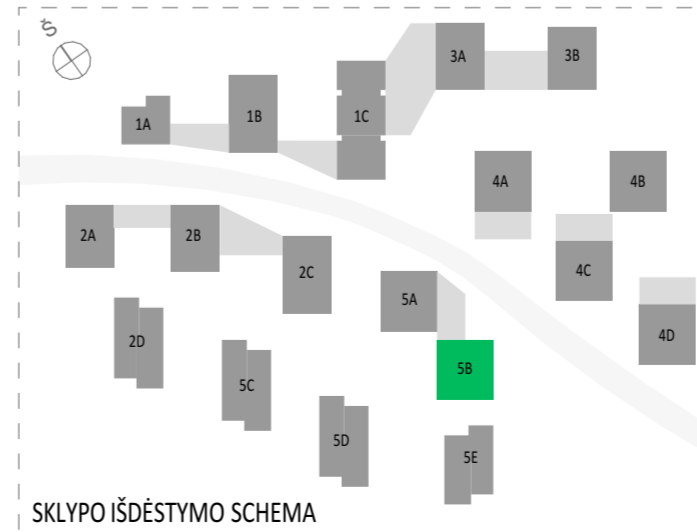 Š
3A
3B
1A
1B
1C
4A
4B
2A
2B
2C
4C
5A
2D
4D
5B
5C
5D
5E
SKLYPO IŠDĖSTYMO SCHEMA